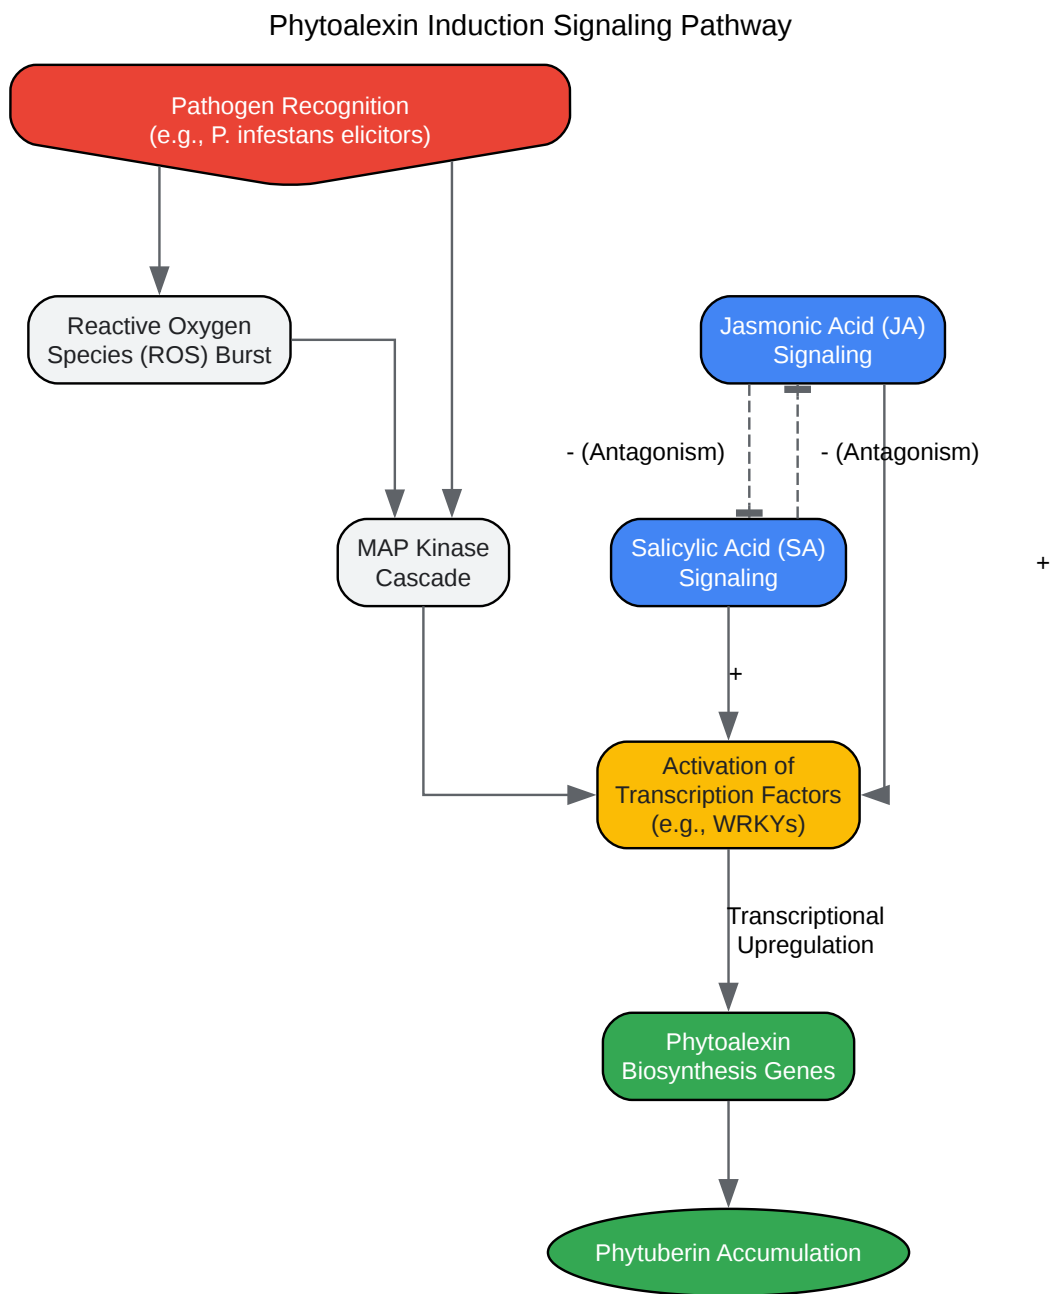 Phytoalexin Induction Signaling Pathway
Pathogen Recognition
(e.g., P. infestans elicitors)
Reactive Oxygen
Species (ROS) Burst
Jasmonic Acid (JA)
Signaling
- (Antagonism)
- (Antagonism)
MAP Kinase
Cascade
Salicylic Acid (SA)
Signaling
+
+
Activation of
Transcription Factors
(e.g., WRKYs)
Transcriptional
Upregulation
Phytoalexin
Biosynthesis Genes
Phytuberin Accumulation